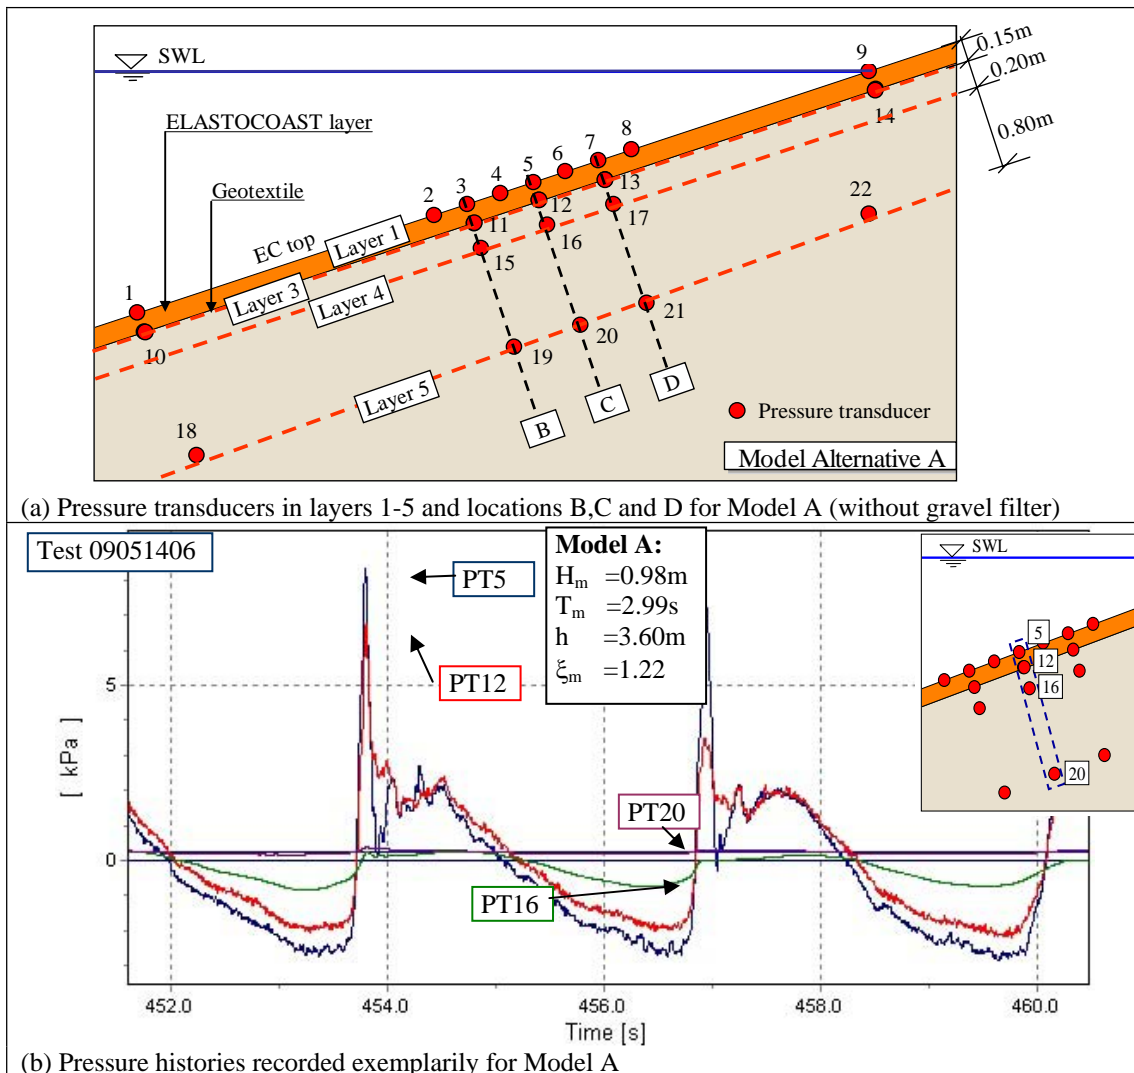 SWL
9
0.15m
0.20m
0.80m
14
ELASTOCOAST layer
Geotextile
8
7
6
5
4
3
2
13
12
11
17
16
15
22
EC top
Layer 1
Layer 3
Layer 4
Layer 5
1
10
21
20
19
18
B
C
D
Pressure transducer
Model Alternative A
(a) Pressure transducers in layers 1-5 and locations B,C and D for Model A (without gravel filter)
Test 09051406
PT5
PT12
Model A:
Hm =0.98m
Tm =2.99s
h =3.60m
ξm =1.22
SWL
5
12
16
20
5
0
[ kPa ]
PT20
PT16
452.0 454.0 456.0 458.0 460.0
Time [s]
(b) Pressure histories recorded exemplarily for Model A